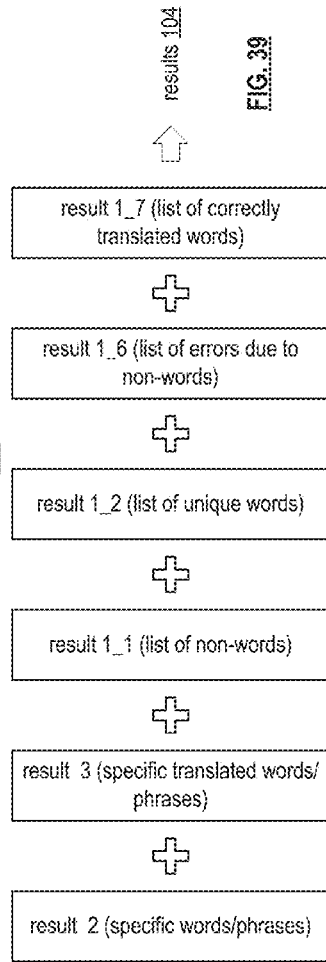 results 104
FIG. 39
result 1_7 (list of correctly
translated words)
result 1_6 (list of errors due to
non-words)
result 1_2 (list of unique words)
result 1_1 (list of non-words)
result 3 (specific translated words/
phrases)
result 2 (specific words/phrases)